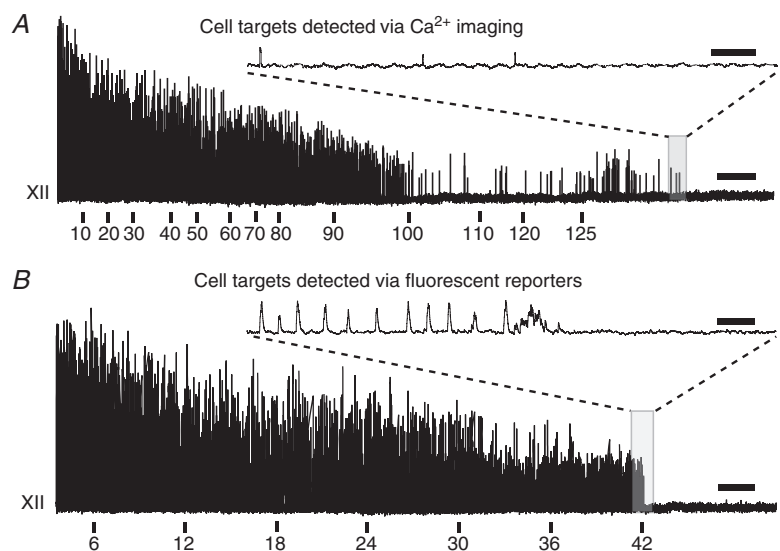 A
Cell targets detected via Ca²⁺ imaging
XII
10 20 30 40 50 60 70 80 90 100 110 120 125
B
Cell targets detected via fluorescent reporters
XII
6 12 18 24 30 36 42